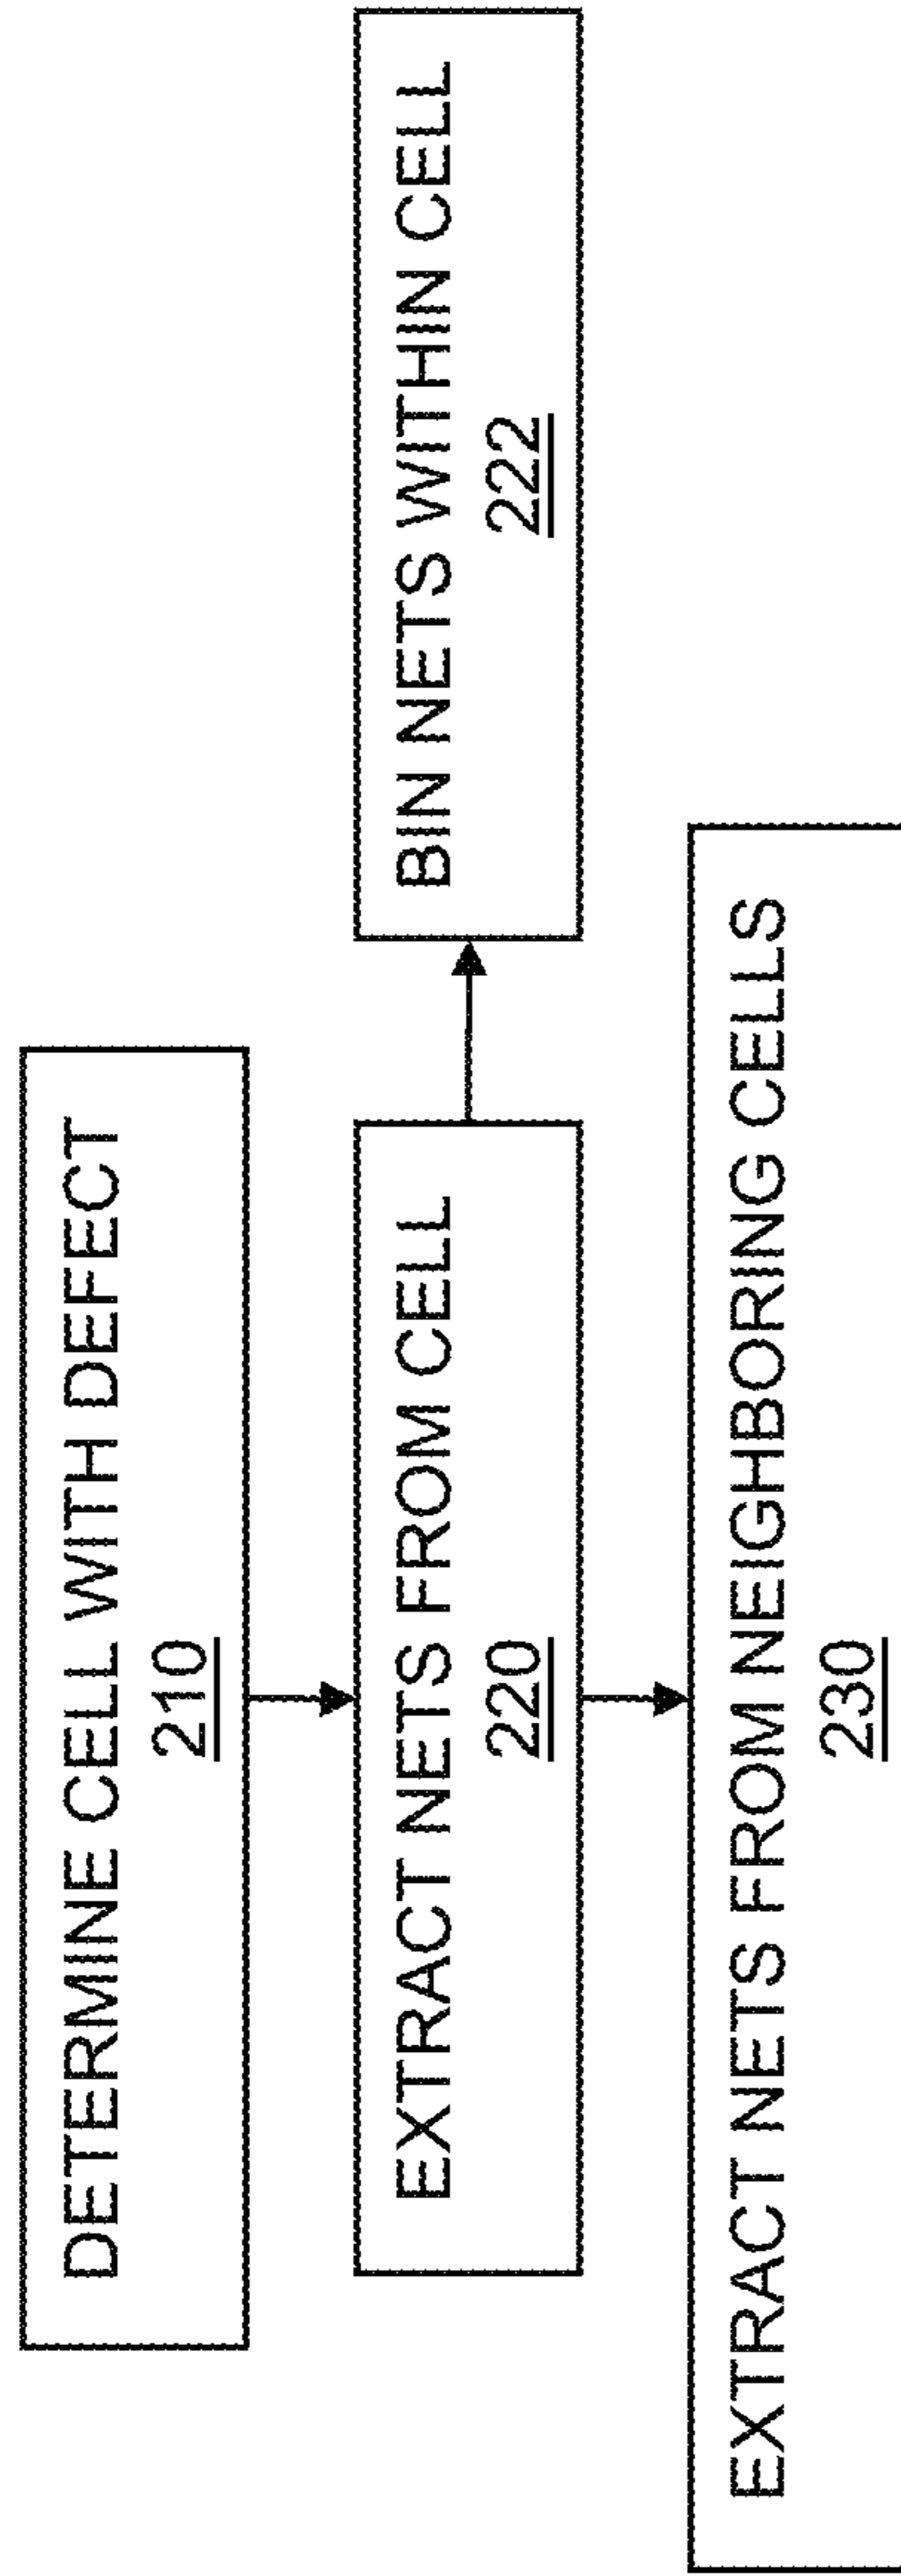 DETERMINE CELL WITH DEFECT
210
EXTRACT NETS FROM CELL
220
BIN NETS WITHIN CELL
222
EXTRACT NETS FROM NEIGHBORING CELLS
230